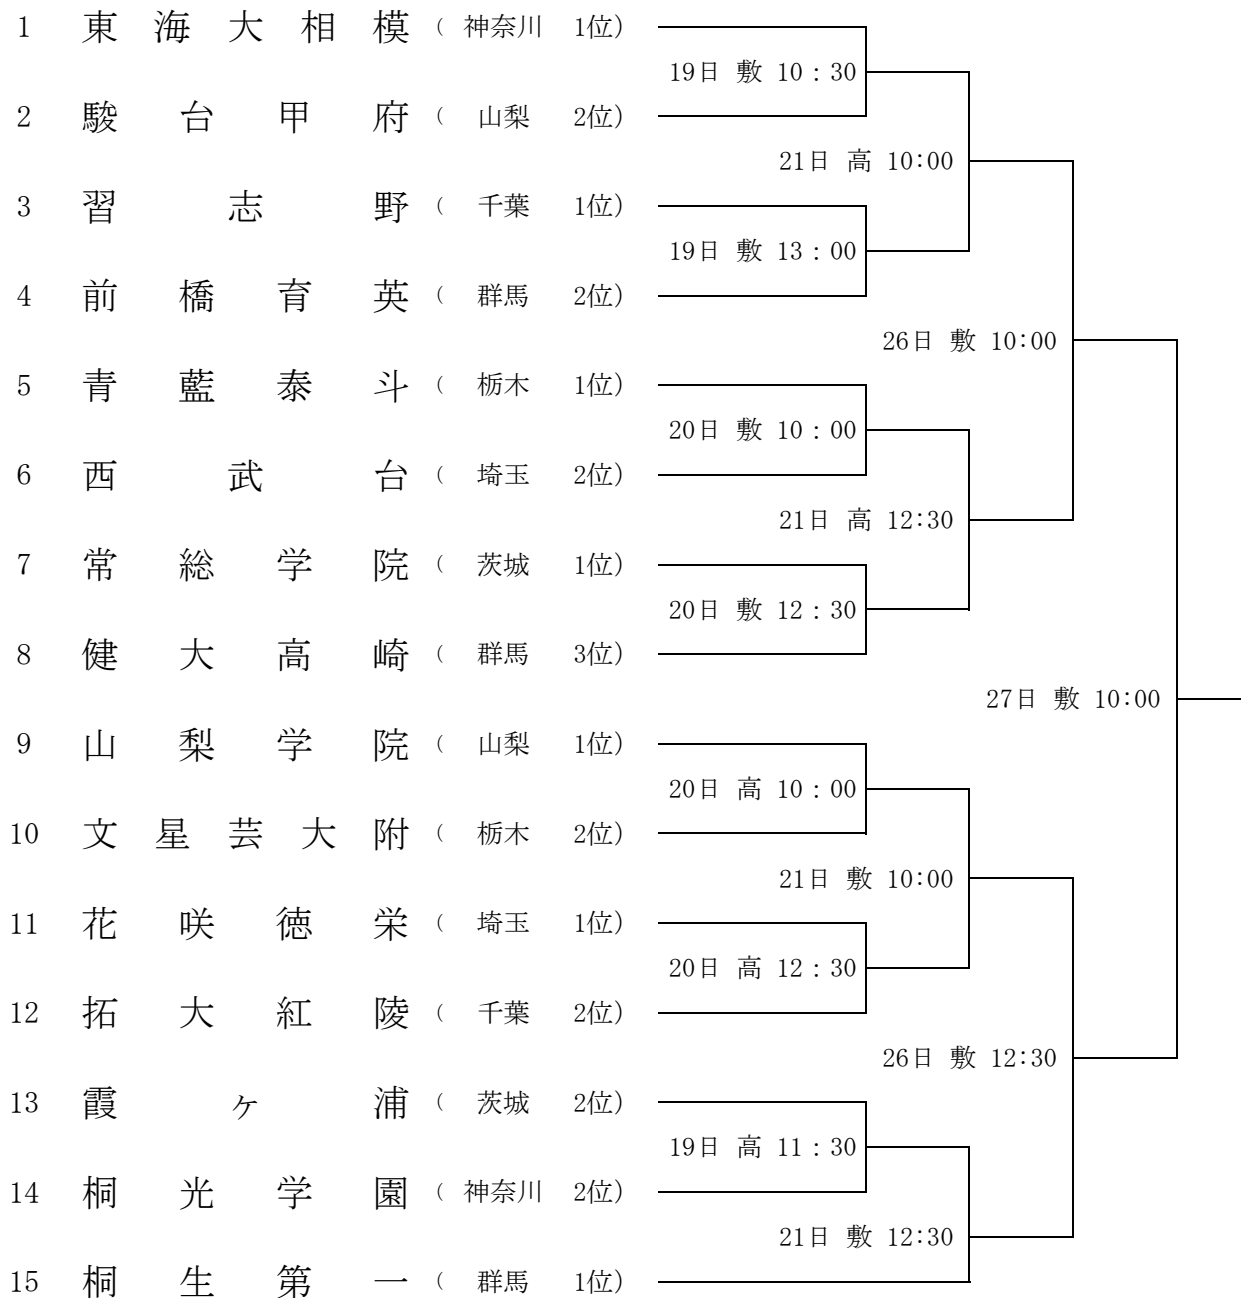 1 東海大相模 (神奈川 1位)
19日 敷 10:30
2 駿台甲府 (山梨 2位)
21日 高 10:00
3 習志野 (千葉 1位)
19日 敷 13:00
4 前橋育英 (群馬 2位)
26日 敷 10:00
5 青藍泰斗 (栃木 1位)
20日 敷 10:00
6 西武台 (埼玉 2位)
21日 高 12:30
7 常総学院 (茨城 1位)
20日 敷 12:30
8 健大高崎 (群馬 3位)
27日 敷 10:00
9 山梨学院 (山梨 1位)
20日 高 10:00
10 文星芸大附 (栃木 2位)
21日 敷 10:00
11 花咲徳栄 (埼玉 1位)
20日 高 12:30
12 拓大紅陵 (千葉 2位)
26日 敷 12:30
13 霞ヶ浦 (茨城 2位)
19日 高 11:30
14 桐光学園 (神奈川 2位)
21日 敷 12:30
15 桐生第一 (群馬 1位)